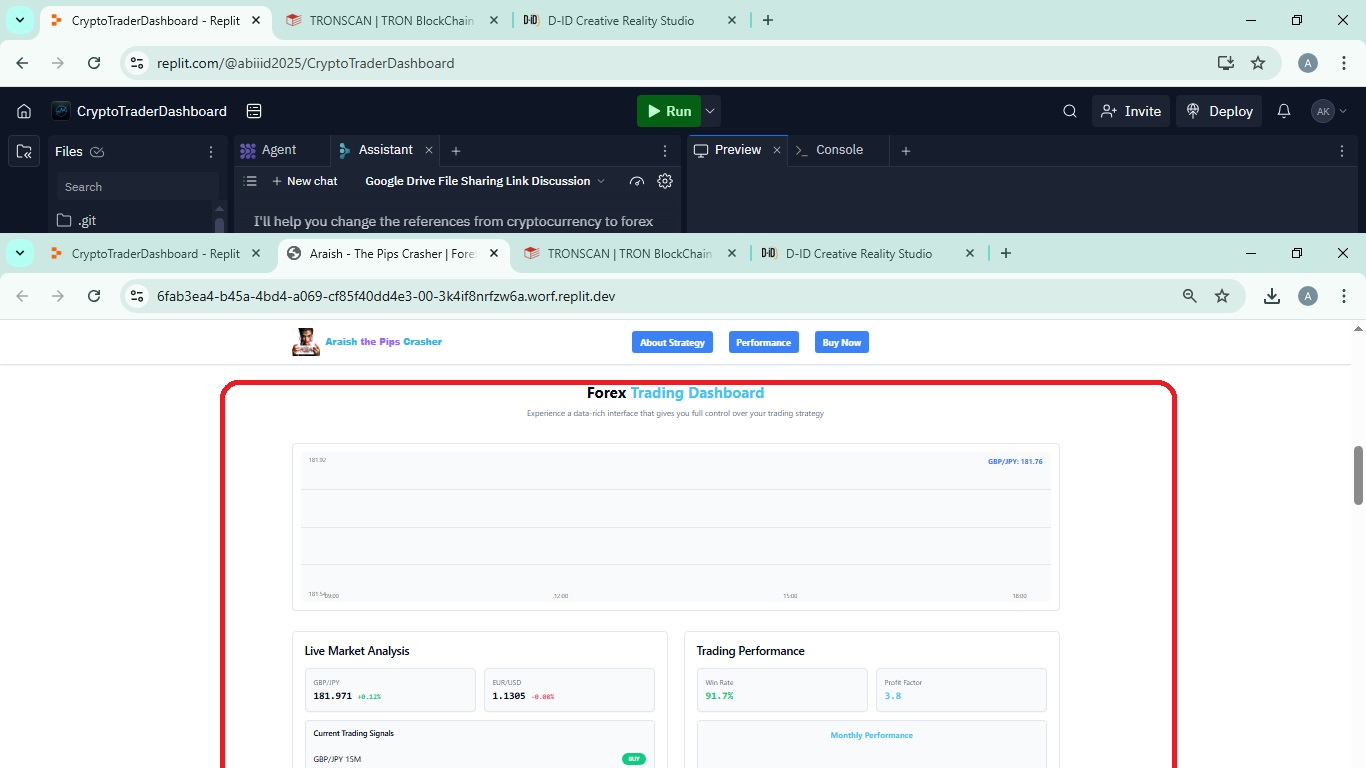 CryptoTraderDashboard - Replit
TRONSCAN | TRON BlockChain
D-ID D-ID Creative Reality Studio
replit.com/@abiiid2025/CryptoTraderDashboard
A
CryptoTraderDashboard
Run
Invite
Deploy
AK
Files
Agent
Assistant
Preview
Console
Search
New chat
Google Drive File Sharing Link Discussion
.git
I'll help you change the references from cryptocurrency to forex
CryptoTraderDashboard - Replit
Araish - The Pips Crasher | Fore
TRONSCAN | TRON BlockChain
D-ID D-ID Creative Reality Studio
6fab3ea4-b45a-4bd4-a069-cf85f40dd4e3-00-3k4if8nrfzw6a.worf.replit.dev
A
Araish the Pips Crasher
About Strategy
Performance
Buy Now
Forex Trading Dashboard
Experience a data-rich interface that gives you full control over your trading strategy
181.92
GBP/JPY: 181.76
09:00
12:00
15:00
18:00
Live Market Analysis
Trading Performance
GBP/JPY
EUR/USD
Win Rate
Profit Factor
181.971 +0.12%
1.1305 -0.08%
91.7%
3.8
Current Trading Signals
Monthly Performance
GBP/JPY 15M
BUY